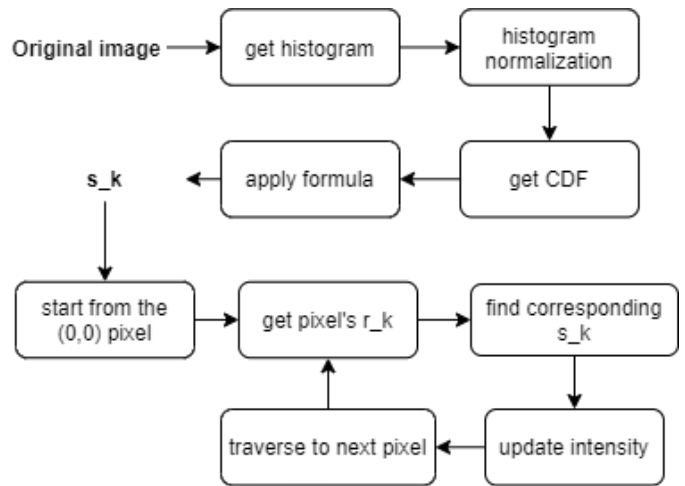 Original image
get histogram
histogram
normalization
get CDF
apply formula
s_k
start from the
(0,0) pixel
get pixel's r_k
find corresponding
s_k
update intensity
traverse to next pixel